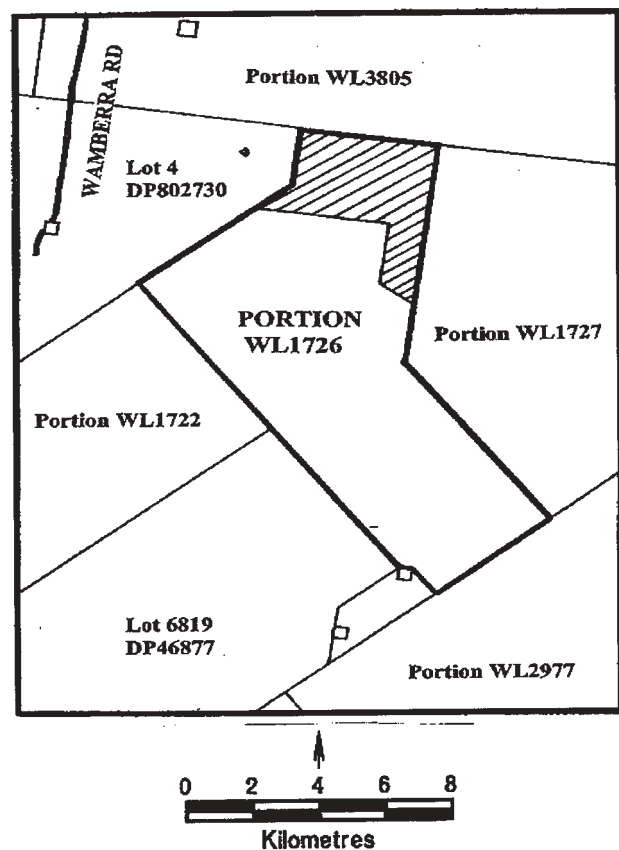 Portion WL3805
WAMBERRA RD
Lot 4
DP802730
PORTION
WL1726
Portion WL1727
Portion WL1722
Lot 6819
DP46877
Portion WL2977
0 2 4 6 8
Kilometres